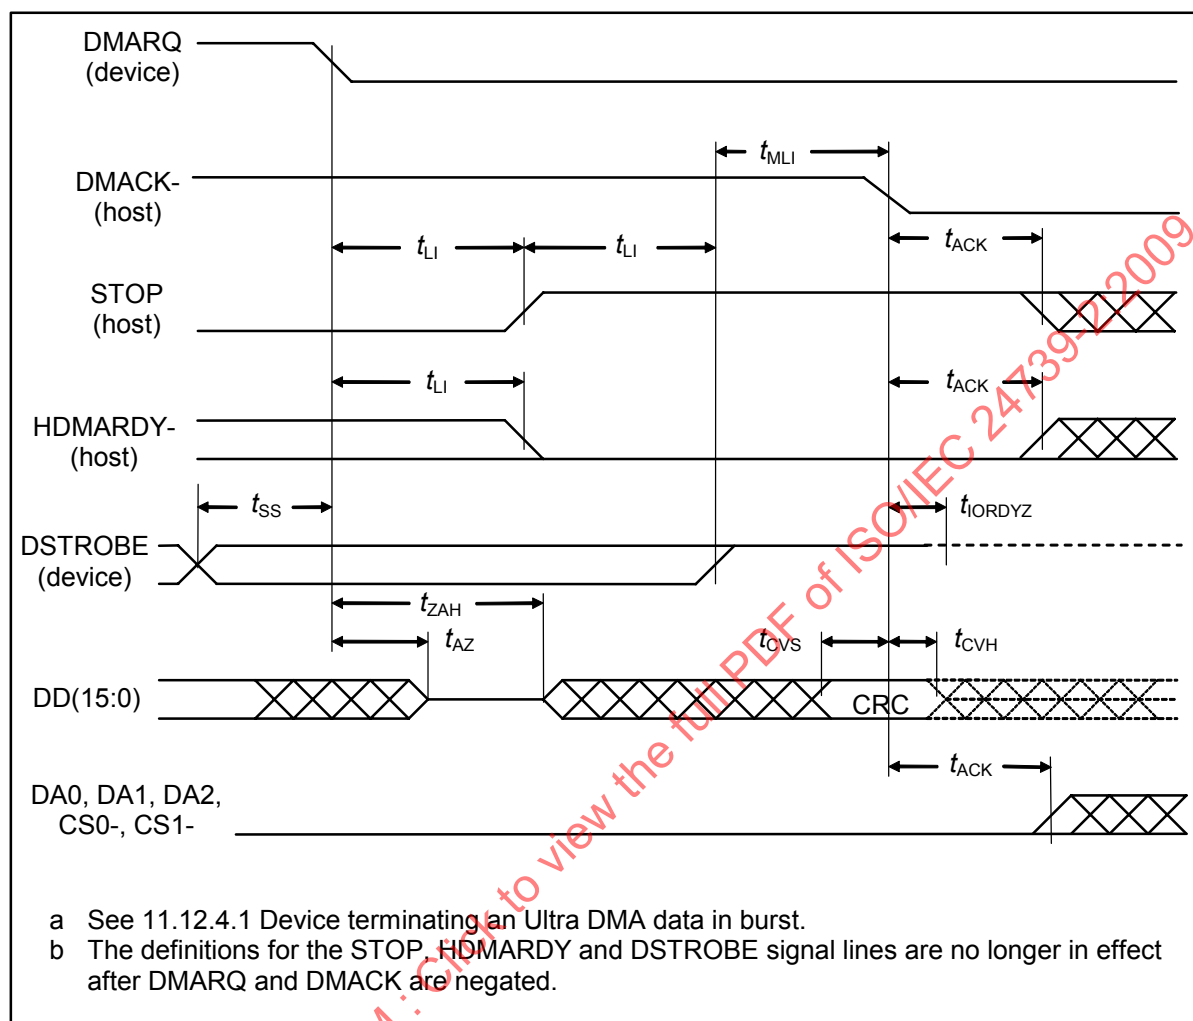 DMARQ
(device)
tMLI
DMACK-
(host)
tLI
tLI
tACK
STOP
(host)
tLI
tACK
HDMARDY-
(host)
tSS
tIORDYZ
DSTROBE
(device)
tZAH
tAZ
tCVS
tCVH
DD(15:0)
CRC
tACK
DA0, DA1, DA2,
CS0-, CS1-
a See 11.12.4.1 Device terminating an Ultra DMA data in burst.
b The definitions for the STOP, HDMARDY and DSTROBE signal lines are no longer in effect
after DMARQ and DMACK are negated.
: Click to view the full PDF of ISO/IEC 24739-2:2009